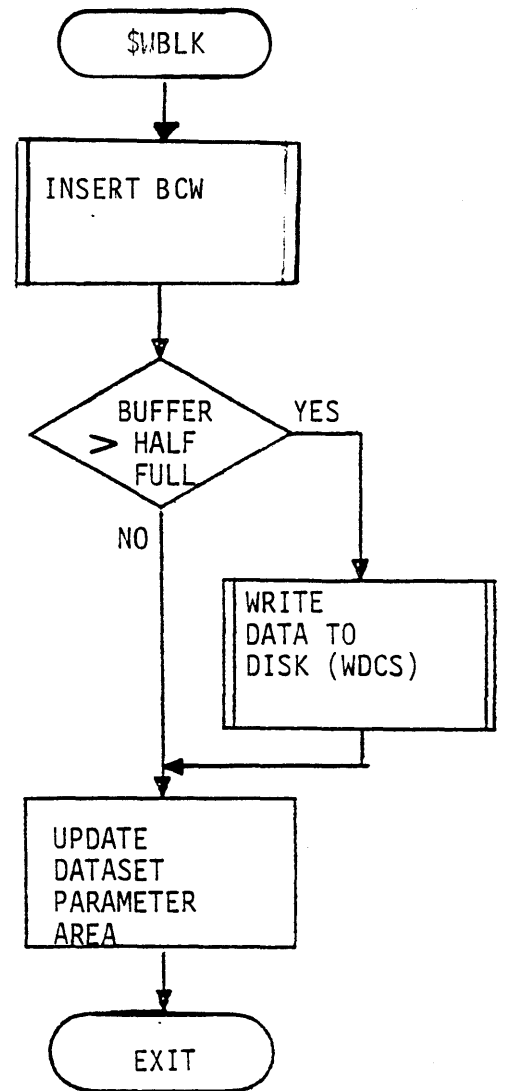 $WBLK
INSERT BCW
BUFFER
> HALF
FULL
YES
NO
WRITE
DATA TO
DISK (WDCS)
UPDATE
DATASET
PARAMETER
AREA
EXIT